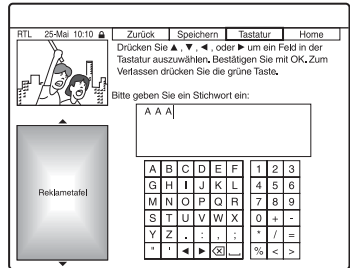 RTL 25-Mai 10:10 Zurück Speichern Tastatur Home
Drücken Sie ▲, ▼, ◄, oder ► um ein Feld in der
Tastatur auszuwählen. Bestätigen Sie mit OK. Zum
Verlassen drücken Sie die grüne Taste.
Bitte geben Sie ein Stichwort ein:
A A A
Reklametafel
A B C D E F 1 2 3
G H I J K L 4 5 6
M N O P Q R 7 8 9
S T U V W X 0 + -
Y Z . : , ; * / =
" ' ◄ ► ⌫ ⎵ % < >